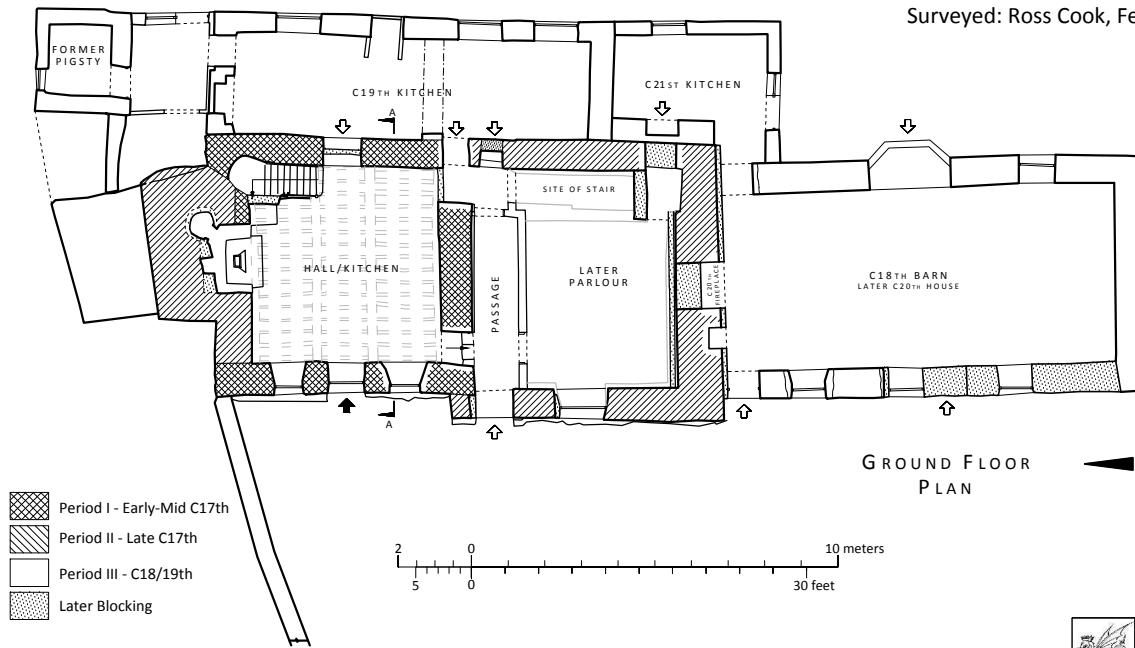 Surveyed: Ross Cook, Fe
FORMER
PIGSTY
C19TH KITCHEN
C21ST KITCHEN
A
SITE OF STAIR
HALL/KITCHEN
PASSAGE
LATER
PARLOUR
C20TH
FIREPLACE
C18TH BARN
LATER C20TH HOUSE
A
GROUND FLOOR
PLAN
Period I - Early-Mid C17th
Period II - Late C17th
Period III - C18/19th
Later Blocking
2 0 10 meters
5 0 30 feet